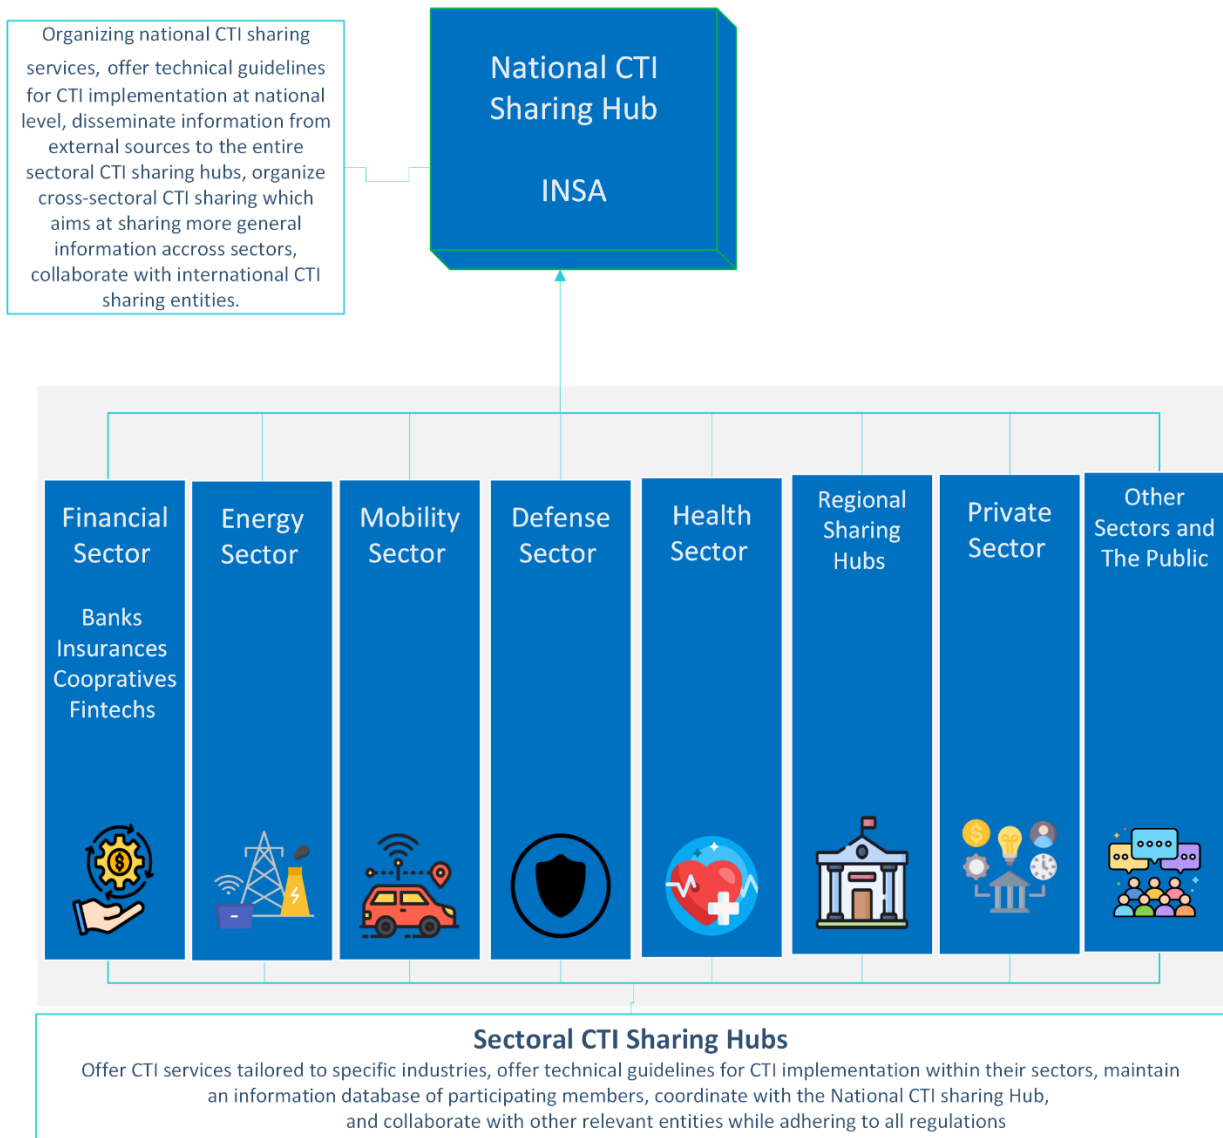 Organizing national CTI sharing
services, offer technical guidelines
for CTI implementation at national
level, disseminate information from
external sources to the entire
sectoral CTI sharing hubs, organize
cross-sectoral CTI sharing which
aims at sharing more general
information accross sectors,
collaborate with international CTI
sharing entities.
National CTI
Sharing Hub
INSA
Financial
Sector
Banks
Insurances
Coopratives
Fintechs
Energy
Sector
Mobility
Sector
Defense
Sector
Health
Sector
Regional
Sharing
Hubs
Private
Sector
Other
Sectors and
The Public
Sectoral CTI Sharing Hubs
Offer CTI services tailored to specific industries, offer technical guidelines for CTI implementation within their sectors, maintain
an information database of participating members, coordinate with the National CTI sharing Hub,
and collaborate with other relevant entities while adhering to all regulations